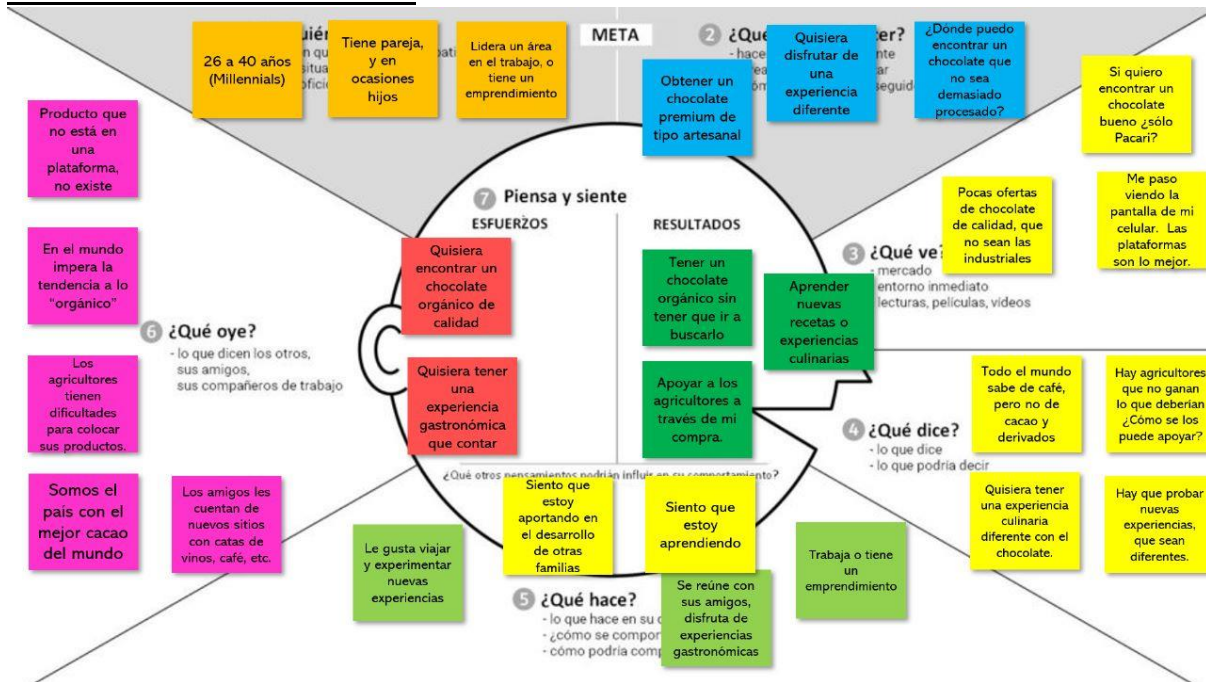 26 a 40 años
(Millennials)
Tiene pareja,
y en
ocasiones
hijos
Lidera un área
en el trabajo, o
tiene un
emprendimiento
META
2
Obtener un
chocolate
premium de
tipo artesanal
Quisiera
disfrutar de
una
experiencia
diferente
¿Dónde puedo
encontrar un
chocolate que
no sea
demasiado
procesado?
Si quiero
encontrar un
chocolate
bueno ¿sólo
Pacari?
Pocas ofertas
de chocolate
de calidad, que
no sean las
industriales
Me paso
viendo la
pantalla de mi
celular. Las
plataformas
son lo mejor.
3 ¿Qué ve?
- mercado
- entorno inmediato
lecturas, películas, vídeos
Producto que
no está en
una
plataforma,
no existe
En el mundo
impera la
tendencia a lo
“orgánico”
6 ¿Qué oye?
- lo que dicen los otros,
sus amigos,
sus compañeros de trabajo
Los
agricultores
tienen
dificultades
para colocar
sus productos.
Somos el
país con el
mejor cacao
del mundo
Los amigos les
cuentan de
nuevos sitios
con catas de
vinos, café, etc.
7 Piensa y siente
ESFUERZOS
RESULTADOS
Quisiera
encontrar un
chocolate
orgánico de
calidad
Quisiera tener
una
experiencia
gastronómica
que contar
Tener un
chocolate
orgánico sin
tener que ir a
buscarlo
Aprender
nuevas
recetas o
experiencias
culinarias
Apoyar a los
agricultores a
través de mi
compra.
¿Qué otros pensamientos podrían influir en su comportamiento?
Siento que
estoy
aportando en
el desarrollo
de otras
familias
Siento que
estoy
aprendiendo
4 ¿Qué dice?
- lo que dice
- lo que podría decir
Todo el mundo
sabe de café,
pero no de
cacao y
derivados
Hay agricultores
que no ganan
lo que deberían
¿Cómo se los
puede apoyar?
Quisiera tener
una experiencia
culinaria
diferente con el
chocolate.
Hay que probar
nuevas
experiencias,
que sean
diferentes.
Le gusta viajar
y experimentar
nuevas
experiencias
5 ¿Qué hace?
- lo que hace en su
- ¿cómo se
- cómo podría
Se reúne con
sus amigos,
disfruta de
experiencias
gastronómicas
Trabaja o tiene
un
emprendimiento